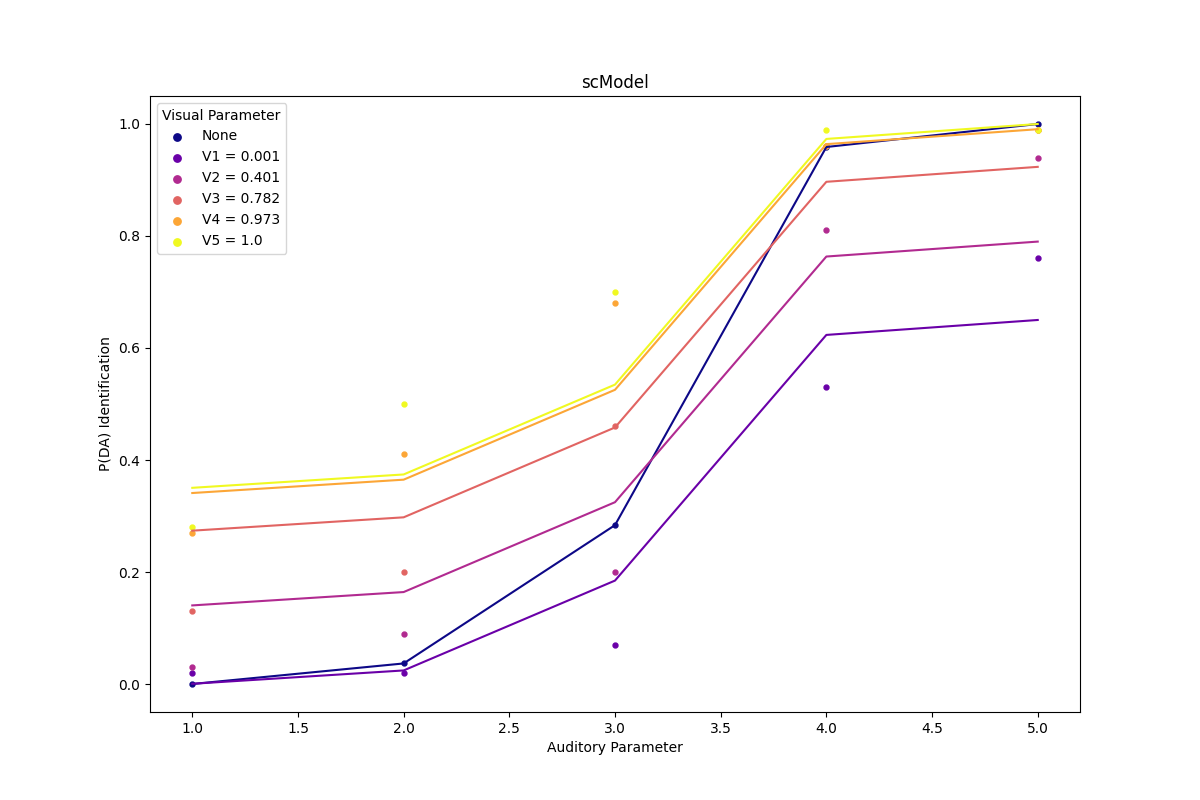 scModel
Visual Parameter
None
V1 = 0.001
V2 = 0.401
V3 = 0.782
V4 = 0.973
V5 = 1.0
1.0
0.8
0.6
0.4
0.2
0.0
P(DA) Identification
1.0 1.5 2.0 2.5 3.0 3.5 4.0 4.5 5.0
Auditory Parameter